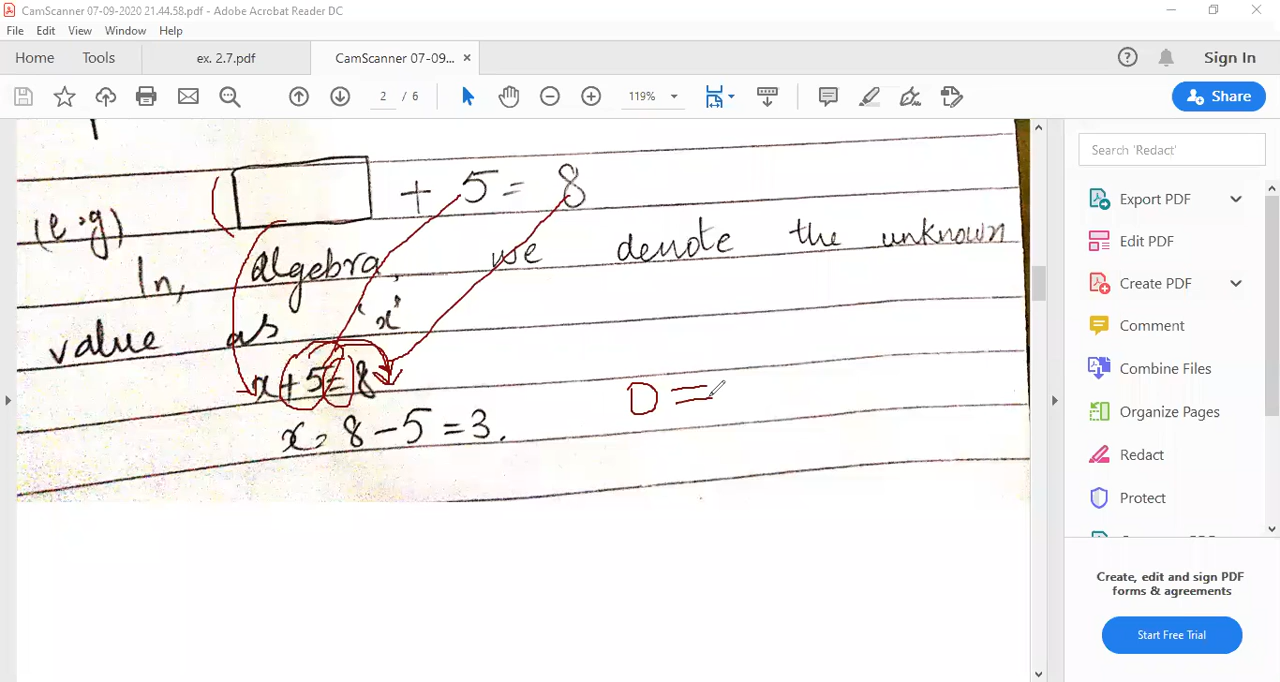 CamScanner 07-09-2020 21.44.58.pdf - Adobe Acrobat Reader DC
File Edit View Window Help
Home Tools ex. 2.7.pdf CamScanner 07-09... × Sign In
2 / 6 119% Share
(e.g) + 5 = 8
In, algebra, we denote the unknown
value as 'x'
x + 5 = 8
x = 8 - 5 = 3.
D =
Search 'Redact'
Export PDF
Edit PDF
Create PDF
Comment
Combine Files
Organize Pages
Redact
Protect
Create, edit and sign PDF
forms & agreements
Start Free Trial